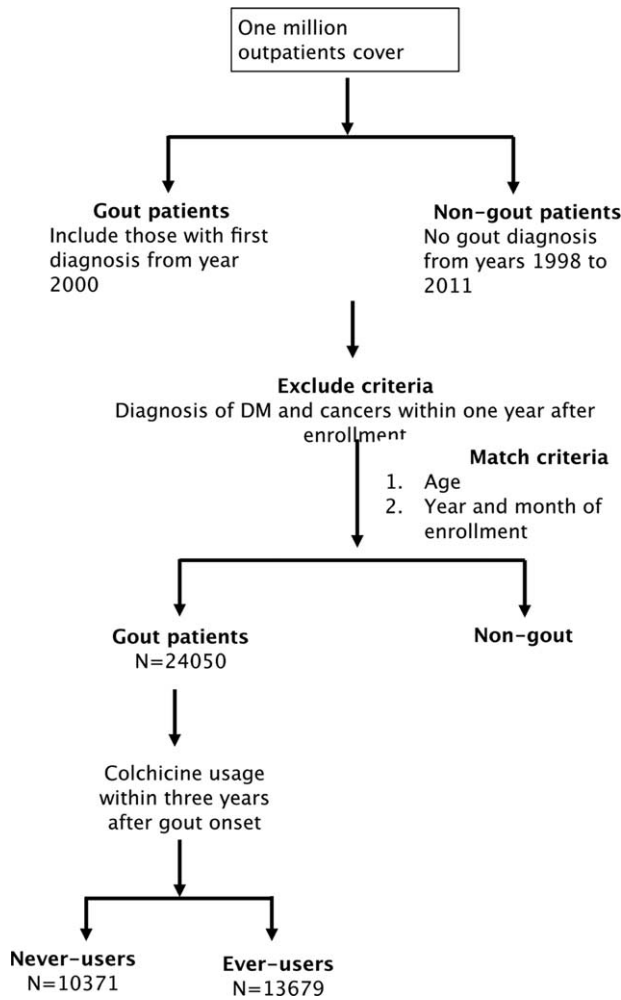 One million
outpatients cover
Gout patients
Include those with first
diagnosis from year
2000
Non-gout patients
No gout diagnosis
from years 1998 to
2011
Exclude criteria
Diagnosis of DM and cancers within one year after
enrollment
Match criteria
1. Age
2. Year and month of
enrollment
Gout patients
N=24050
Non-gout
Colchicine usage
within three years
after gout onset
Never-users
N=10371
Ever-users
N=13679